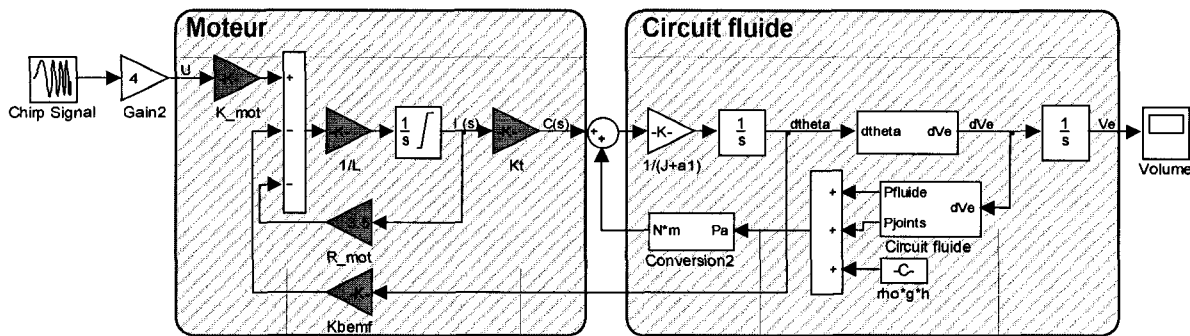 Moteur
Circuit fluide
Chirp Signal
4
Gain2
U
K_mot
+
-
-
1/L
1
s
I (s)
Kt
C(s)
+
+
-K-
1/(J+a1)
1
s
dtheta
dtheta dVe
dVe
1
s
Ve
Volume
R_mot
Kbemf
N*m Pa
Conversion2
+
+
+
Pfluide
dVe
Pjoints
Circuit fluide
-C-
rho*g*h